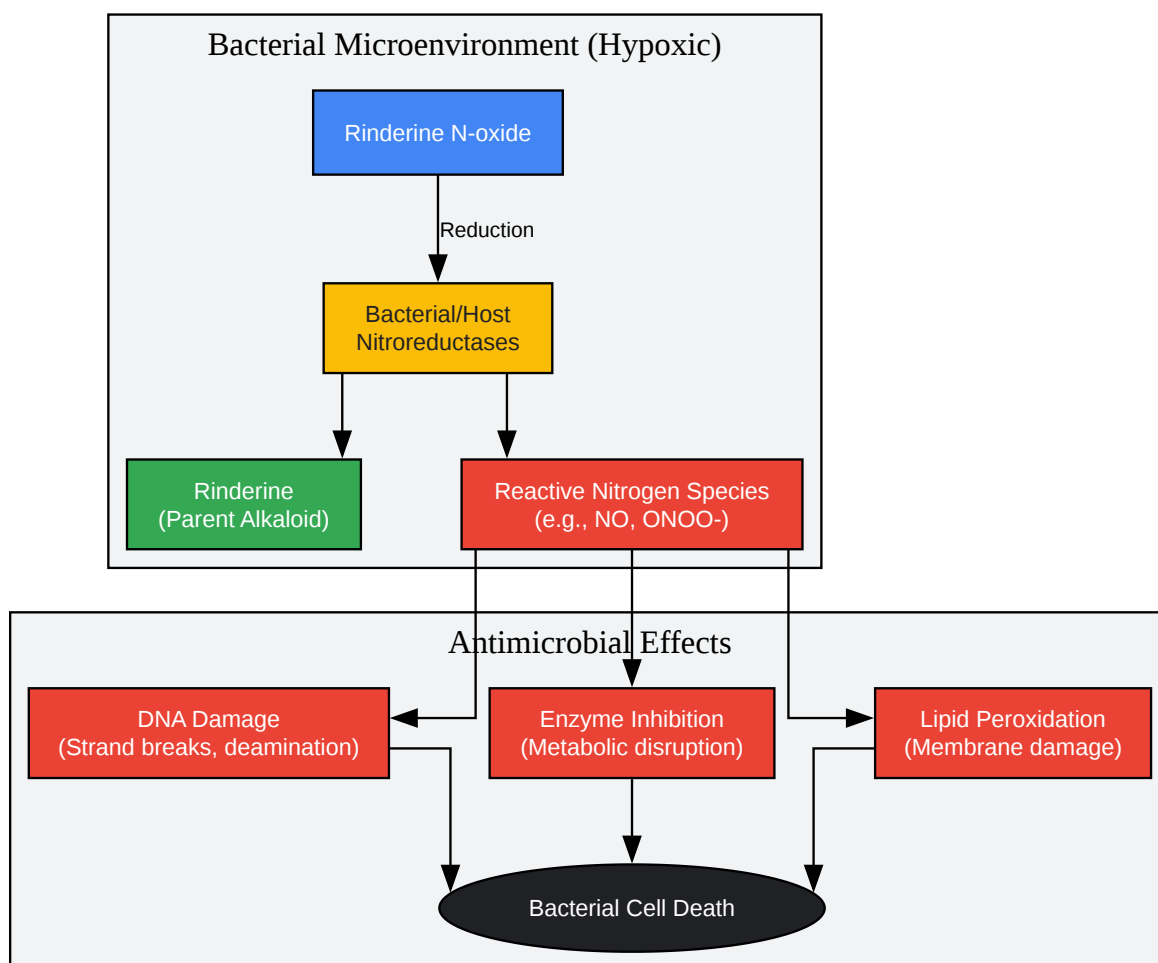 Bacterial Microenvironment (Hypoxic)
Rinderine N-oxide
Reduction
Bacterial/Host
Nitroreductases
Rinderine
(Parent Alkaloid)
Reactive Nitrogen Species
(e.g., NO, ONOO-)
Antimicrobial Effects
DNA Damage
(Strand breaks, deamination)
Enzyme Inhibition
(Metabolic disruption)
Lipid Peroxidation
(Membrane damage)
Bacterial Cell Death